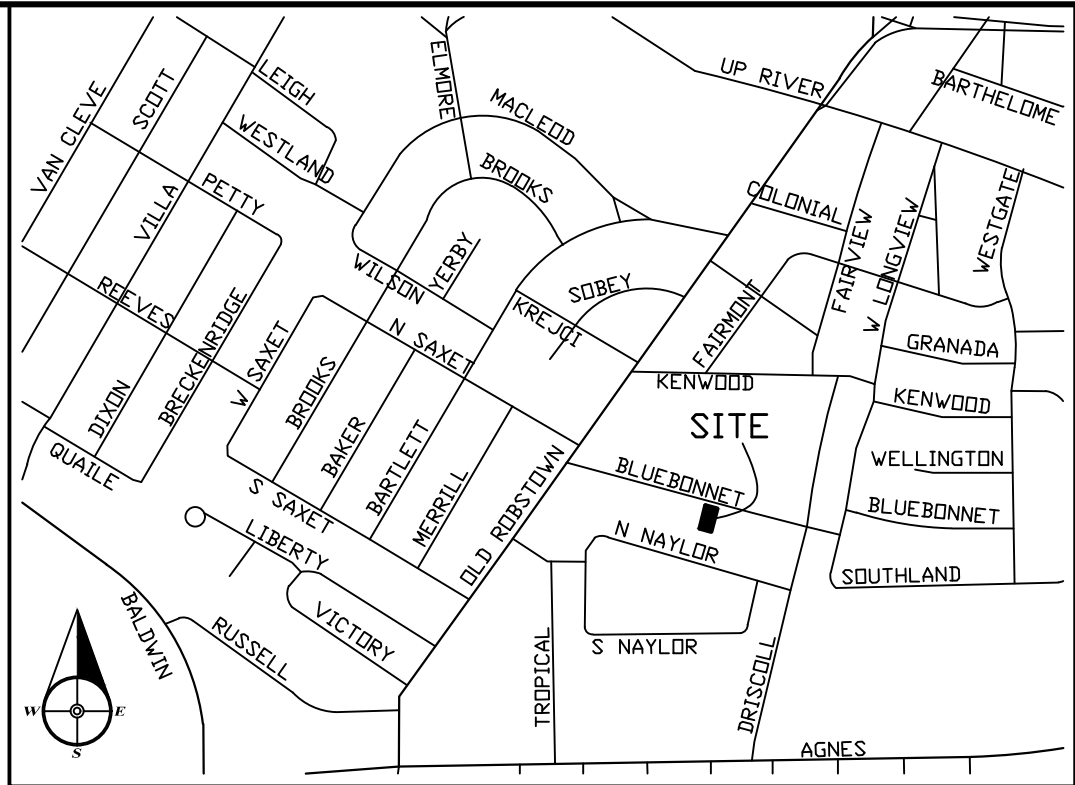 UP RIVER
BARTHELOME
ELMORE
LEIGH
MACLEOD
SCOTT
VAN CLEVE
WESTLAND
BROOKS
PETTY
VILLA
COLONIAL
WESTGATE
FAIRVIEW
W LONGVIEW
YERBY
WILSON
SOBEY
REEVES
KREJCI
FAIRMONT
BRECKENRIDGE
W SAXET
N SAXET
GRANADA
KENWOOD
KENWOOD
DIXON
BROOKS
BAKER
BARTLETT
MERRILL
SITE
QUAILE
WELLINGTON
BLUEBONNET
BLUEBONNET
S SAXET
OLD ROBSTOWN
N NAYLOR
LIBERTY
SOUTHLAND
BALDWIN
RUSSELL
VICTORY
S NAYLOR
TROPICAL
DRISCOLL
W
E
S
AGNES